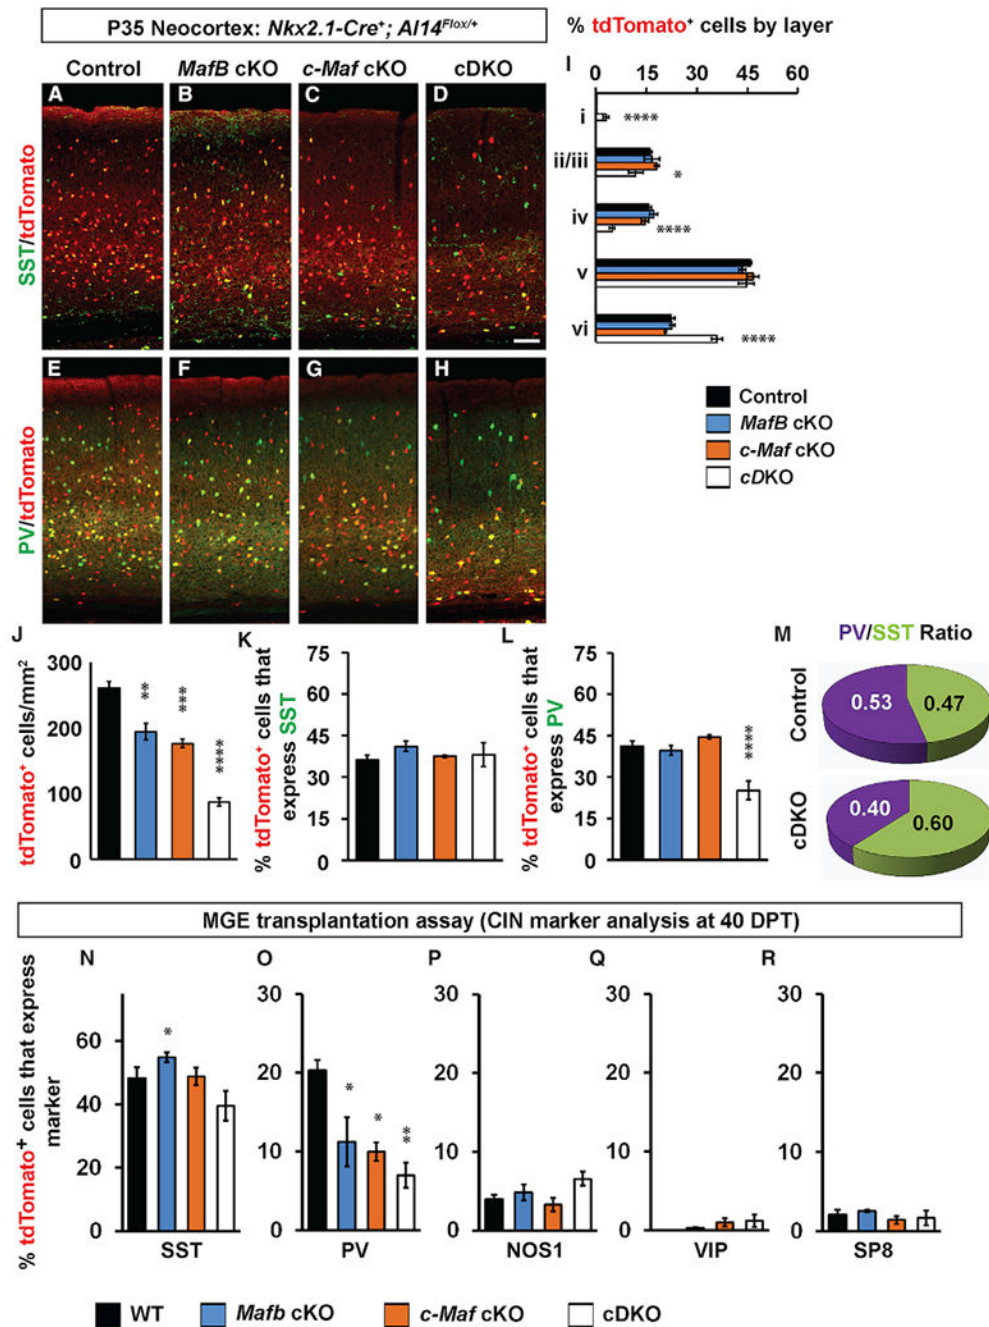 P35 Neocortex: Nkx2.1-Cre⁺; AI14^Flox/+
% tdTomato⁺ cells by layer
Control MafB cKO c-Maf cKO cDKO
I 0 15 30 45 60
A B C D
SST/tdTomato
i ****
ii/iii *
iv ****
v
vi ****
E F G H
PV/tdTomato
Control
MafB cKO
c-Maf cKO
cDKO
J
tdTomato⁺ cells/mm²
300
200
100
0
** *** ****
K
% tdTomato⁺ cells that
express SST
75
60
45
30
15
0
L
% tdTomato⁺ cells that
express PV
75
60
45
30
15
0
****
M
PV/SST Ratio
Control
0.53 0.47
cDKO
0.40 0.60
MGE transplantation assay (CIN marker analysis at 40 DPT)
% tdTomato⁺ cells that express
marker
N
60
40
20
0
*
SST
O
30
20
10
0
* * **
PV
P
30
20
10
0
NOS1
Q
30
20
10
0
VIP
R
30
20
10
0
SP8
WT Mafb cKO c-Maf cKO cDKO